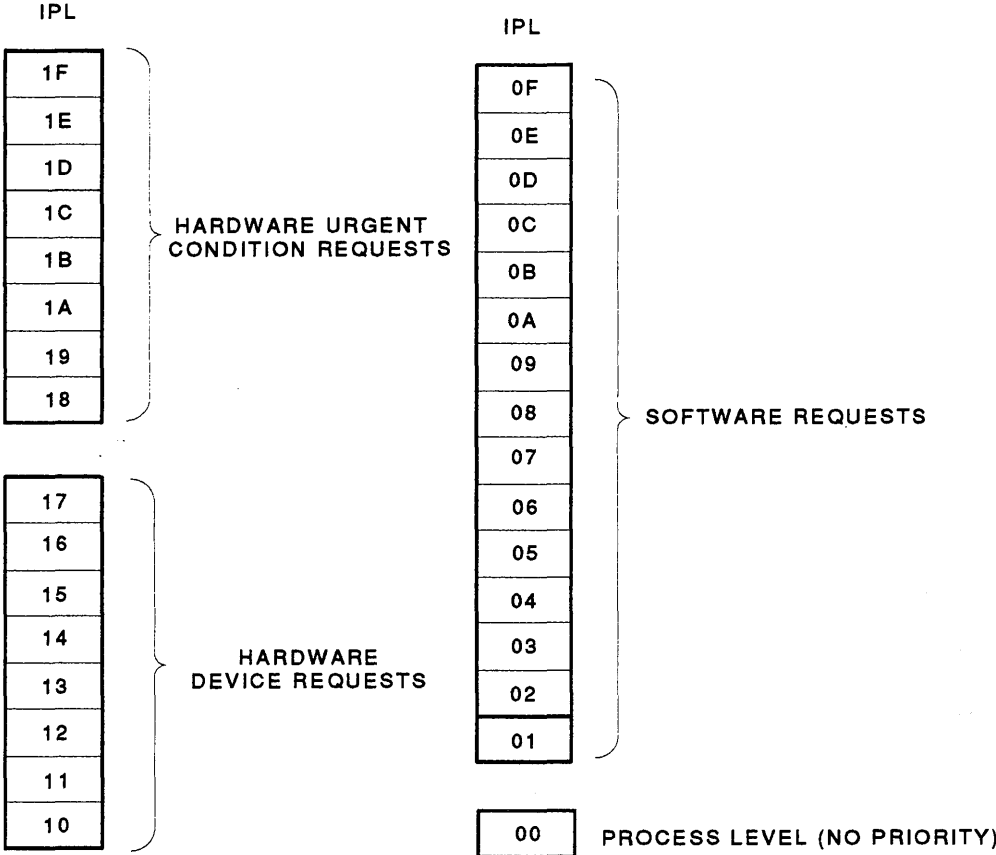 IPL
1F
1E
1D
1C
1B
1A
19
18
HARDWARE URGENT
CONDITION REQUESTS
17
16
15
14
13
12
11
10
HARDWARE
DEVICE REQUESTS
IPL
0F
0E
0D
0C
0B
0A
09
08
07
06
05
04
03
02
01
SOFTWARE REQUESTS
00
PROCESS LEVEL (NO PRIORITY)